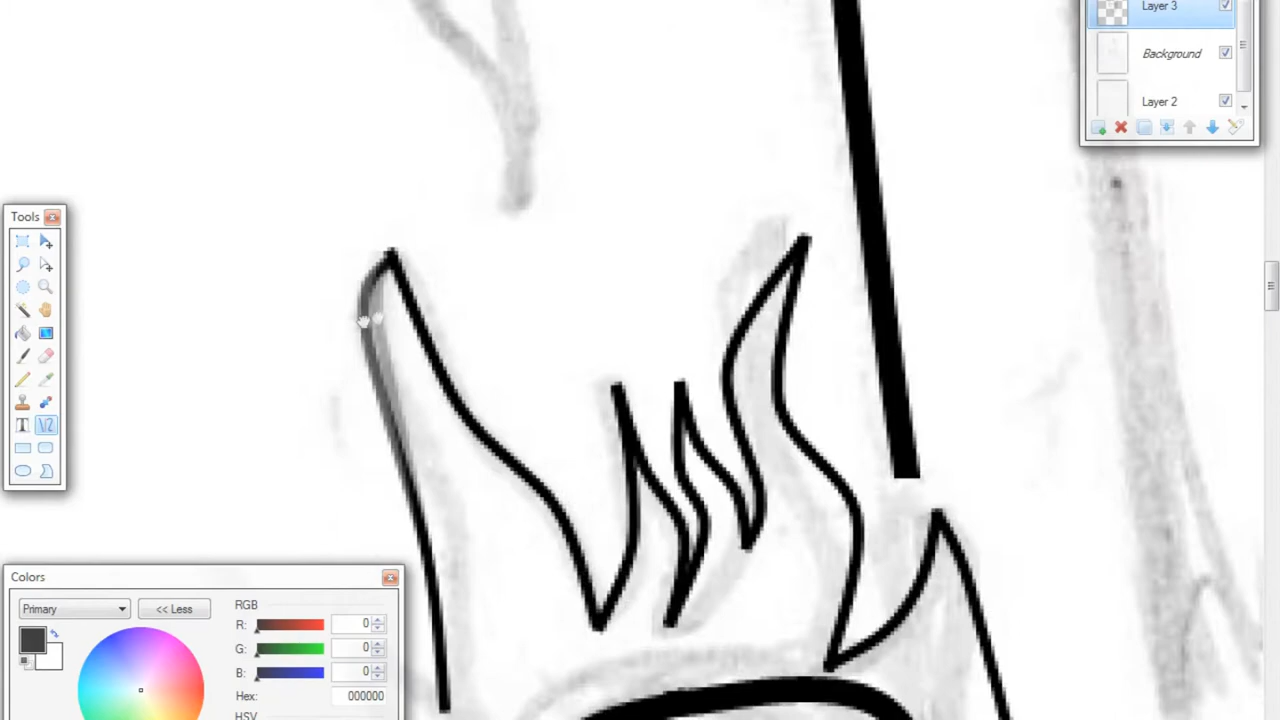 Layer 3
Background
Layer 2
Tools
Colors
Primary
<< Less
RGB
R: 0
G: 0
B: 0
Hex: 000000
HSV